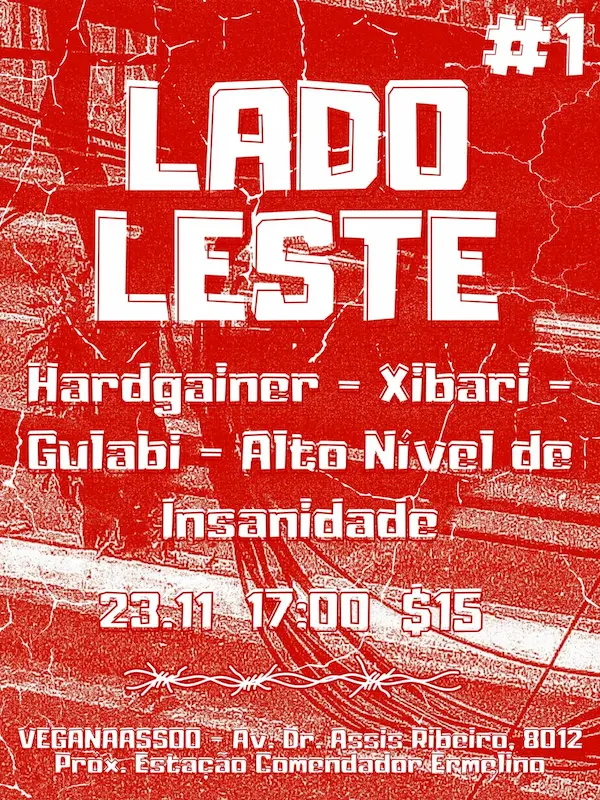 #1
LADO
LESTE
Hardgainer - Xibari -
Gulabi - Alto Nível de
Insanidade
23.11 17:00 $15
VEGANAASSOO - Av. Dr. Assis Ribeiro, 8012
Prox. Estação Comendador Ermelino